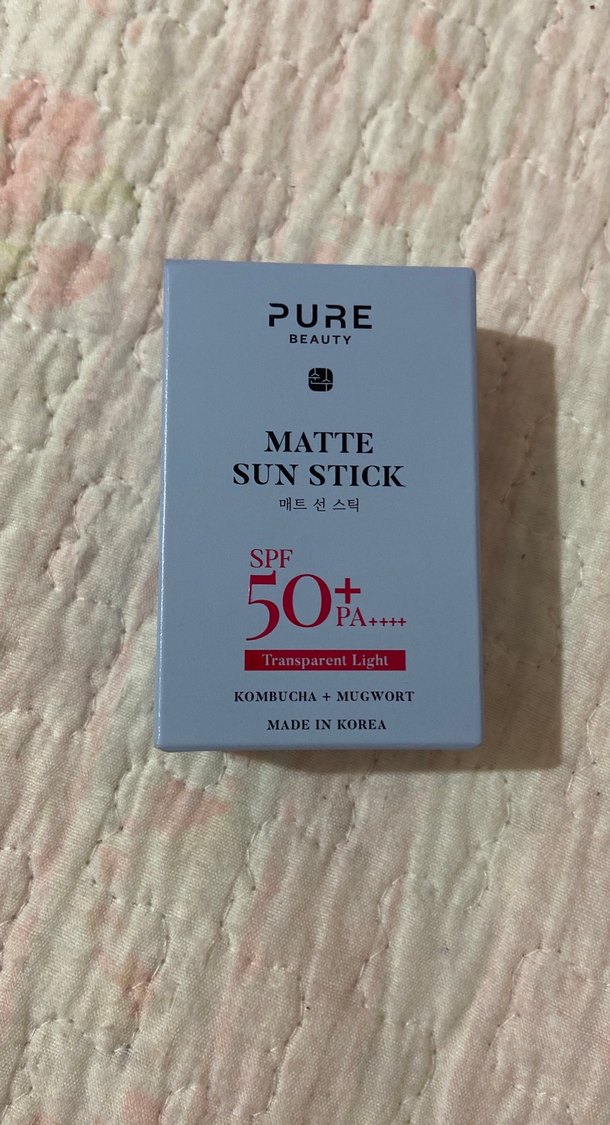 PURE
BEAUTY
순수
MATTE
SUN STICK
매트 선 스틱
SPF
50+
PA++++
Transparent Light
KOMBUCHA + MUGWORT
MADE IN KOREA